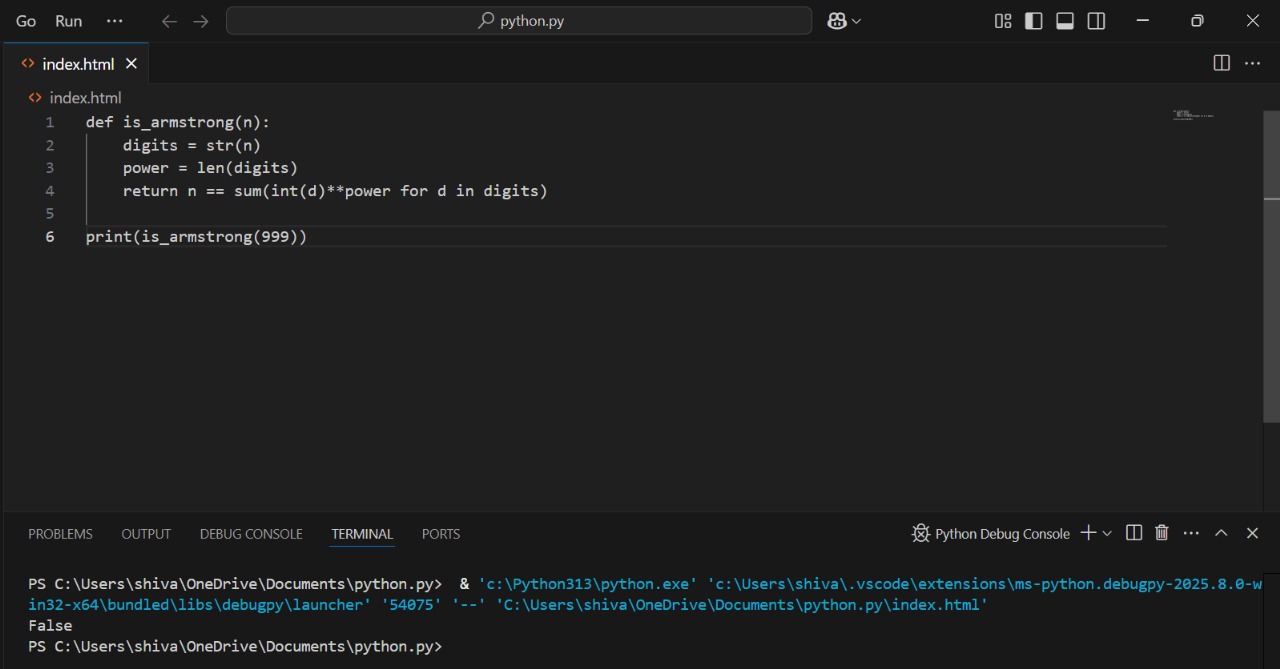 Go Run ··· ← → python.py
index.html
index.html
1 def is_armstrong(n):
2     digits = str(n)
3     power = len(digits)
4     return n == sum(int(d)**power for d in digits)
5
6 print(is_armstrong(999))
PROBLEMS OUTPUT DEBUG CONSOLE TERMINAL PORTS Python Debug Console
PS C:\Users\shiva\OneDrive\Documents\python.py>  & 'c:\Python313\python.exe' 'c:\Users\shiva\.vscode\extensions\ms-python.debugpy-2025.8.0-w
in32-x64\bundled\libs\debugpy\launcher' '54075' '--' 'C:\Users\shiva\OneDrive\Documents\python.py\index.html'
False
PS C:\Users\shiva\OneDrive\Documents\python.py>